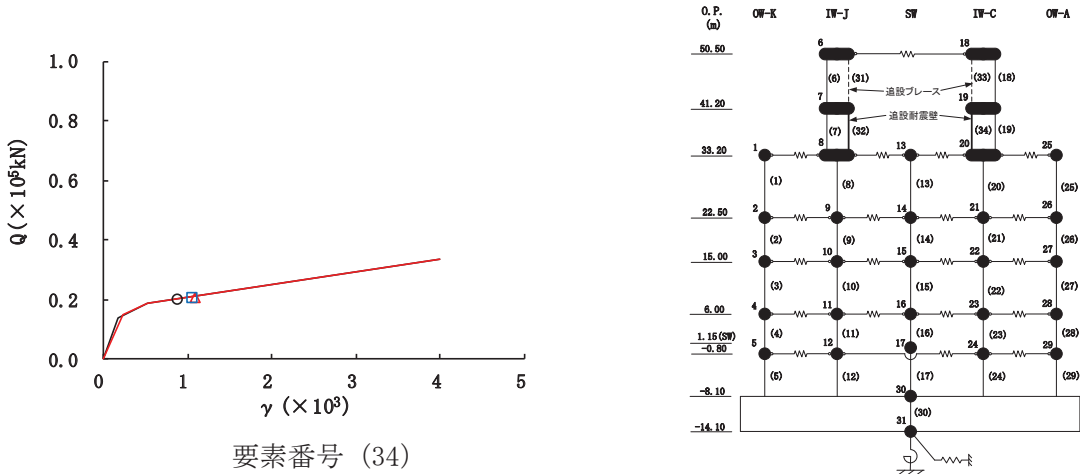 1.0
0.8
0.6
0.4
0.2
0.0
Q (×10⁵kN)
0 1 2 3 4 5
γ (×10³)
要素番号 (34)
O.P. (m) OW-K IW-J SW IW-C OW-A
50.50 6 18
(6) (31) (33) (18)
追設ブレース
41.20 7 19
追設耐震壁
(7) (32) (34) (19)
33.20 1 8 13 20 25
(1) (8) (13) (20) (25)
22.50 2 9 14 21 26
(2) (9) (14) (21) (26)
15.00 3 10 15 22 27
(3) (10) (15) (22) (27)
6.00 4 11 16 23 28
(4) (11) (16) (23) (28)
1.15(SW) 17
-0.80 5 12 24 29
(5) (12) (17) (24) (29)
-8.10 30
(30)
-14.10 31